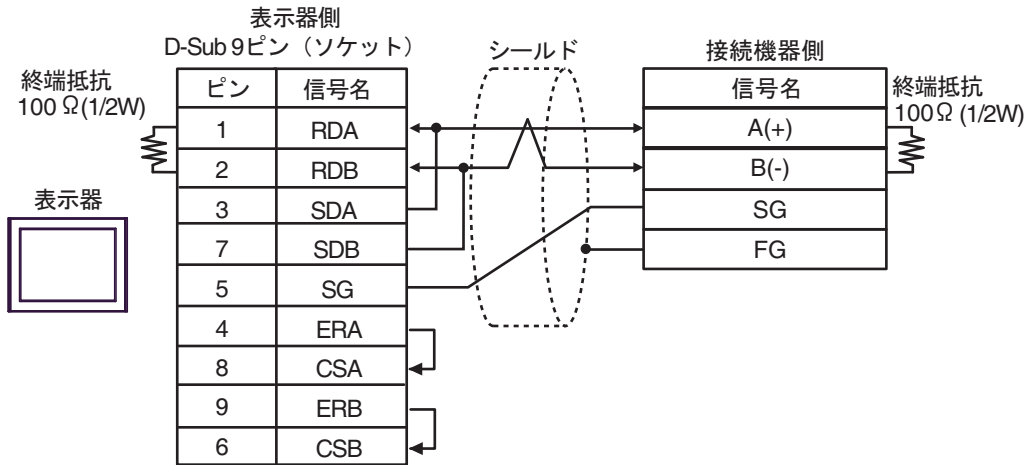 表示器側
D-Sub 9ピン（ソケット）
シールド
接続機器側
終端抵抗
100 Ω(1/2W)
ピン 信号名
信号名
終端抵抗
100Ω (1/2W)
1 RDA
A(+)
2 RDB
B(-)
表示器
3 SDA
SG
7 SDB
FG
5 SG
4 ERA
8 CSA
9 ERB
6 CSB